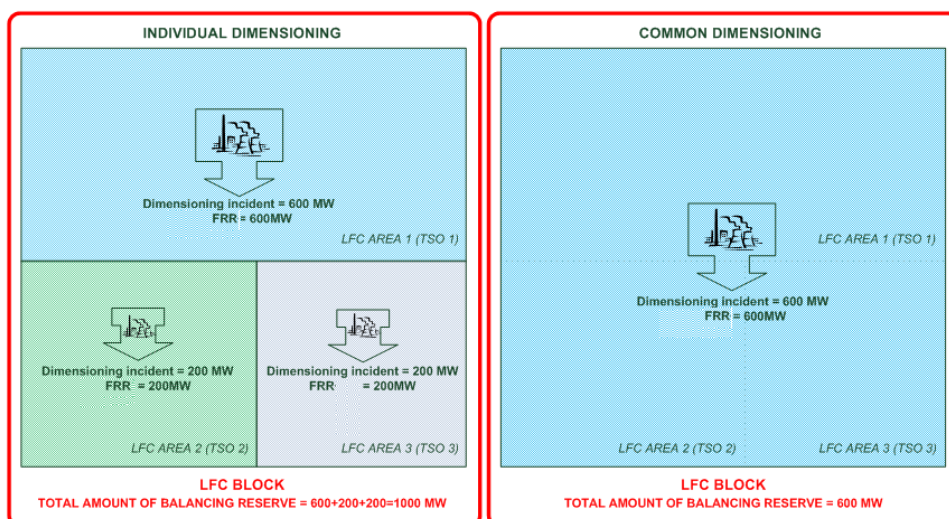 INDIVIDUAL DIMENSIONING
Dimensioning incident = 600 MW
FRR = 600MW
LFC AREA 1 (TSO 1)
Dimensioning incident = 200 MW
FRR = 200MW
LFC AREA 2 (TSO 2)
Dimensioning incident = 200 MW
FRR = 200MW
LFC AREA 3 (TSO 3)
LFC BLOCK
TOTAL AMOUNT OF BALANCING RESERVE = 600+200+200=1000 MW
COMMON DIMENSIONING
LFC AREA 1 (TSO 1)
Dimensioning incident = 600 MW
FRR = 600MW
LFC AREA 2 (TSO 2)
LFC AREA 3 (TSO 3)
LFC BLOCK
TOTAL AMOUNT OF BALANCING RESERVE = 600 MW